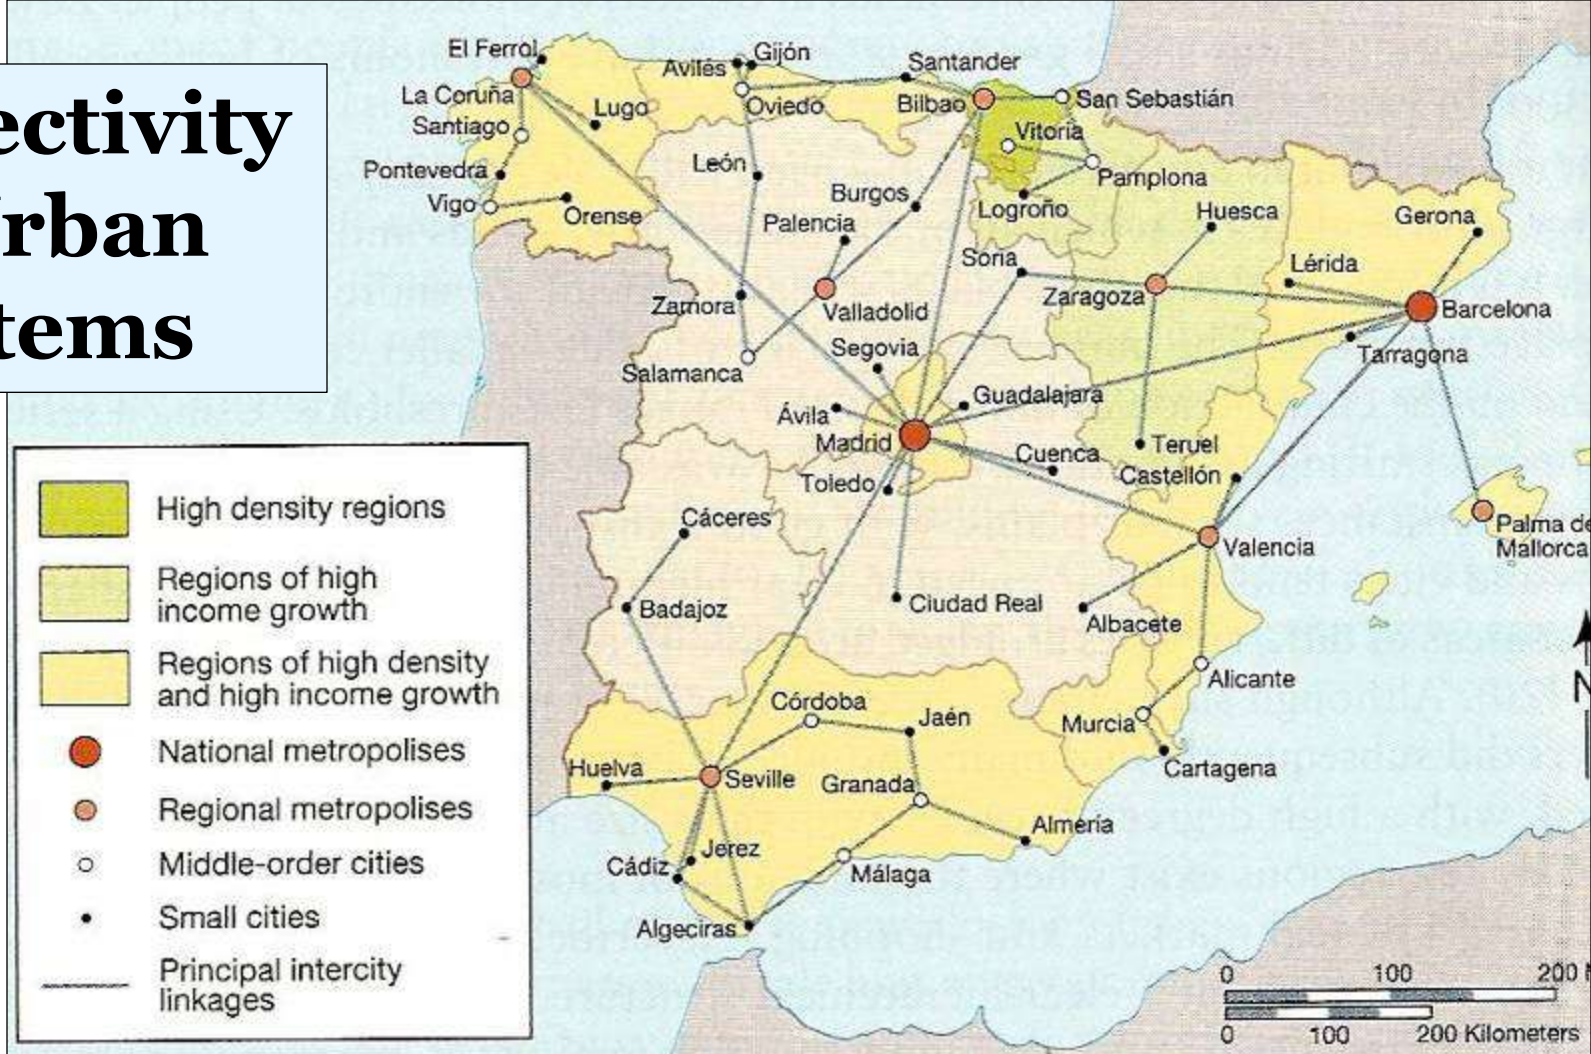 ectivity
rban
tems
El Ferrol
La Coruña
Santiago
Pontevedra
Vigo
Lugo
Orense
Avilés
Gijón
Oviedo
Santander
Bilbao
San Sebastián
Vitoria
Pamplona
Logroño
León
Burgos
Palencia
Zamora
Valladolid
Salamanca
Soria
Huesca
Zaragoza
Lérida
Gerona
Barcelona
Tarragona
Segovia
Guadalajara
Ávila
Madrid
Cuenca
Toledo
Teruel
Castellón
Valencia
Palma de
Mallorca
Cáceres
Badajoz
Ciudad Real
Albacete
Alicante
Murcia
Cartagena
Córdoba
Jaén
Huelva
Seville
Granada
Almería
Jerez
Cádiz
Málaga
Algeciras
High density regions
Regions of high
income growth
Regions of high density
and high income growth
National metropolises
Regional metropolises
Middle-order cities
Small cities
Principal intercity
linkages
N
0 100 200
0 100 200 Kilometers